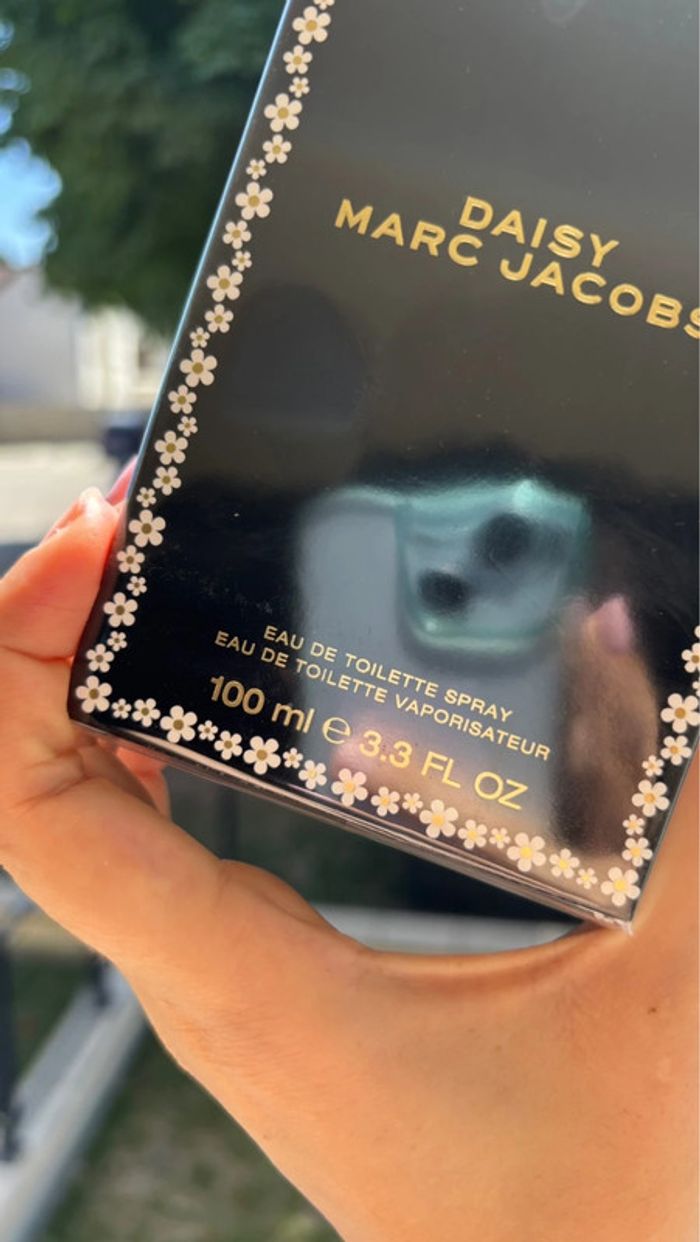 DAISY
MARC JACOBS
EAU DE TOILETTE SPRAY
EAU DE TOILETTE VAPORISATEUR
100 ml ℮ 3.3 FL OZ